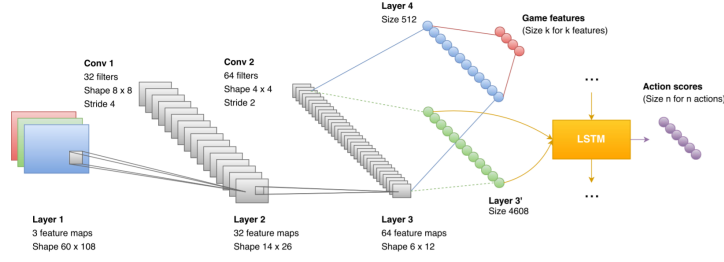 Layer 4
Size 512
Game features
(Size k for k features)
Conv 1
32 filters
Shape 8 x 8
Stride 4
Conv 2
64 filters
Shape 4 x 4
Stride 2
...
Action scores
(Size n for n actions)
LSTM
...
Layer 3'
Size 4608
Layer 1
3 feature maps
Shape 60 x 108
Layer 2
32 feature maps
Shape 14 x 26
Layer 3
64 feature maps
Shape 6 x 12